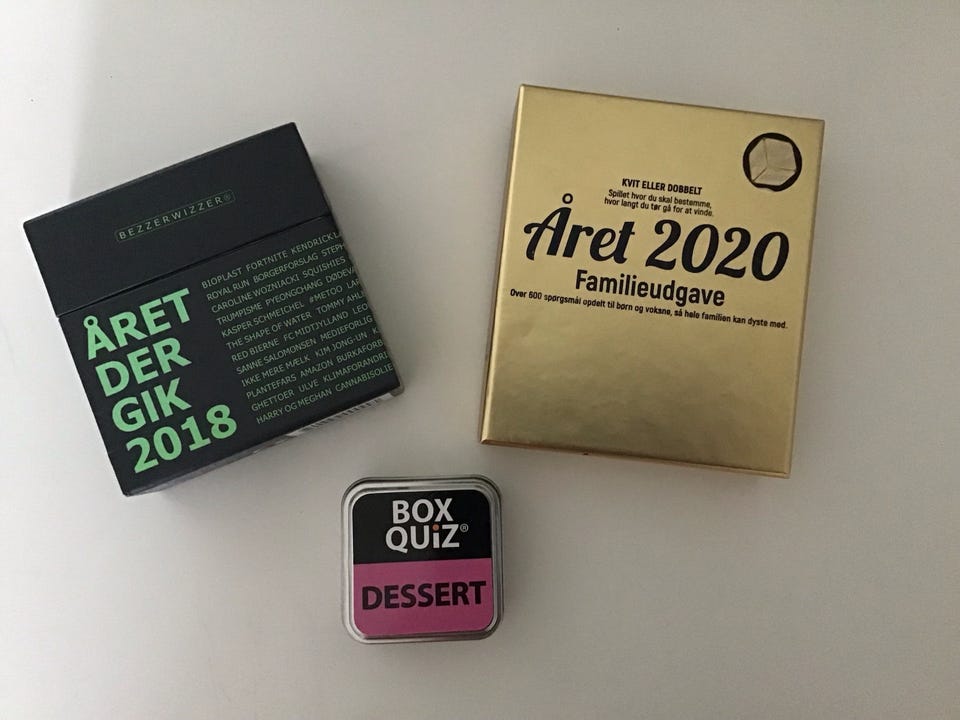 BEZZERWIZZER®
ÅRET
DER
GIK
2018
BIOPLAST FORTNITE KENDRICK
ROYAL RUN BORGERFORSLAG
CAROLINE WOZNIACKI SQUISHIES
TRUMPISME PYEONGCHANG
KASPER SCHMEICHEL #METOO
THE SHAPE OF WATER TOMMY
RED BJERNE FC MIDTJYLLAND
SANNE SALOMONSEN MEDIEFORLIG
IKKE MERE MÆLK KIM JONG-UN
PLANTEFARS AMAZON BURKAFORB
GHETTOER ULVE KLIMAFORANDRI
HARRY OG MEGHAN CANNABISOLIE
KVIT ELLER DOBBELT
Spillet hvor du skal bestemme,
hvor langt du tør gå for at vinde.
Året 2020
Familieudgave
Over 600 spørgsmål opdelt til børn og voksne, så hele familien kan dyste med.
BOX
QUiZ®
DESSERT